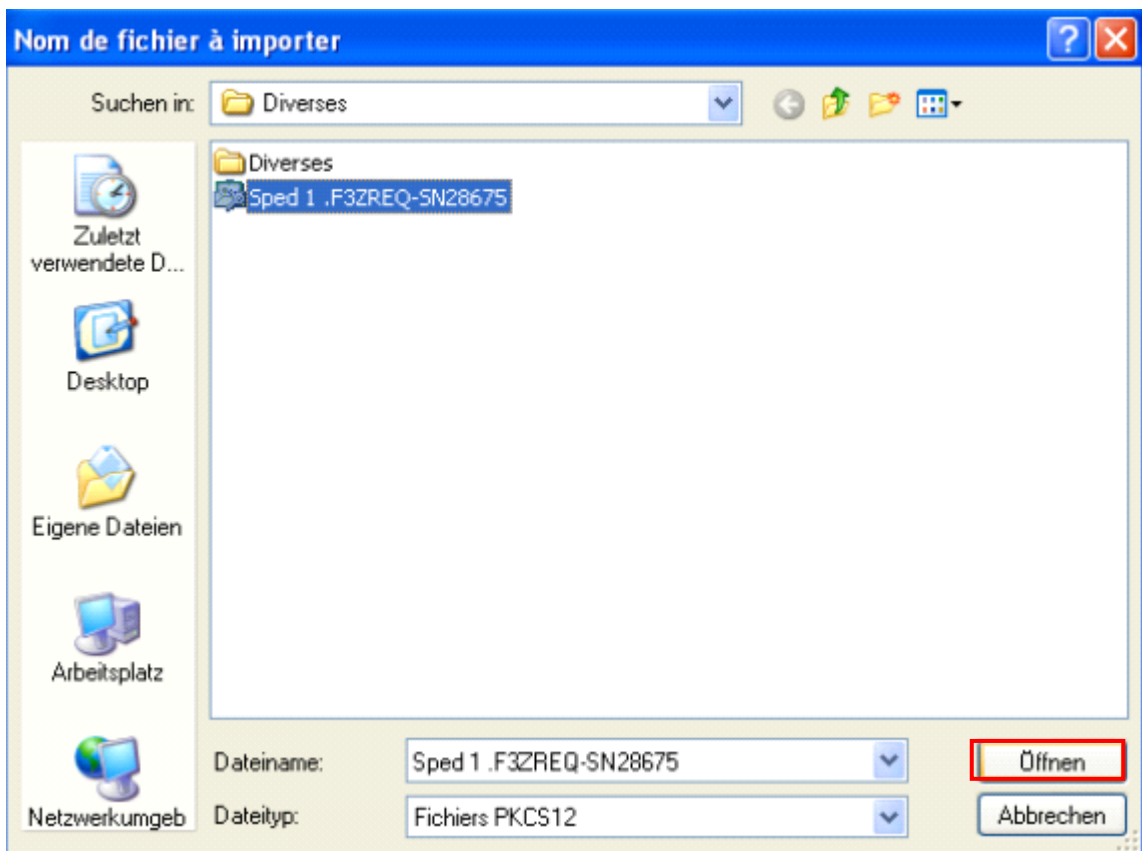 Nom de fichier à importer
Suchen in:
Diverses
Diverses
Sped 1 .F3ZREQ-SN28675
Zuletzt
verwendete D...
Desktop
Eigene Dateien
Arbeitsplatz
Netzwerkumgeb
Dateiname:
Sped 1 .F3ZREQ-SN28675
Öffnen
Dateityp:
Fichiers PKCS12
Abbrechen